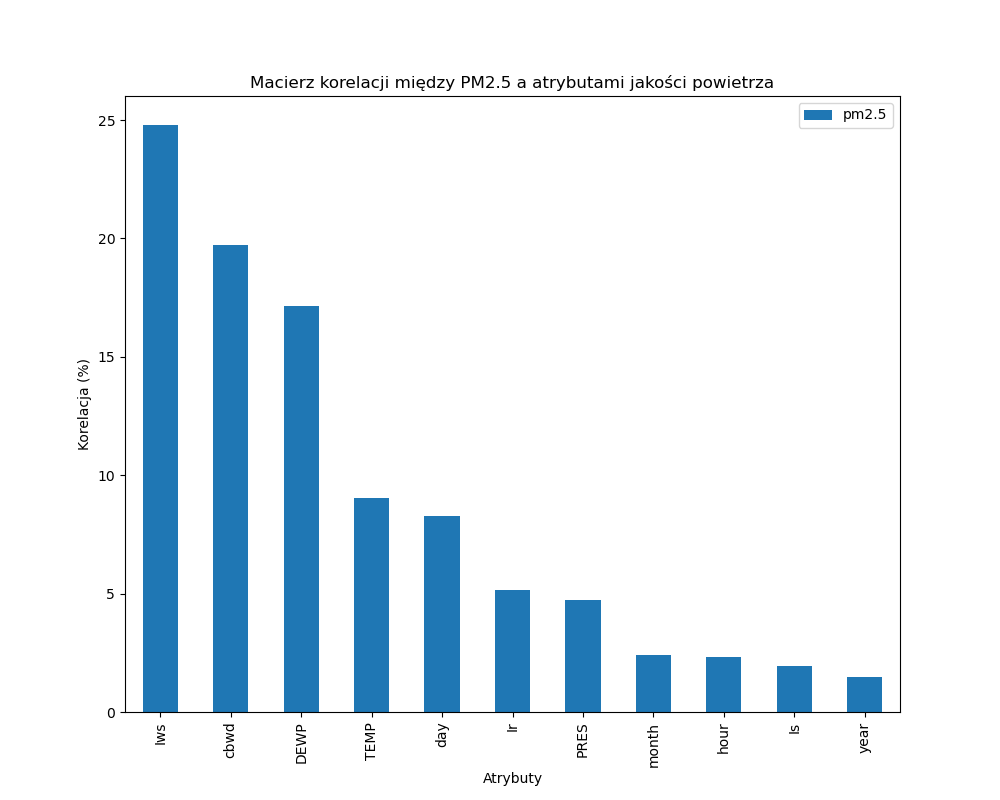 Macierz korelacji między PM2.5 a atrybutami jakości powietrza
pm2.5
25
20
15
10
5
0
Korelacja (%)
Iws
cbwd
DEWP
TEMP
day
Ir
PRES
month
hour
Is
year
Atrybuty